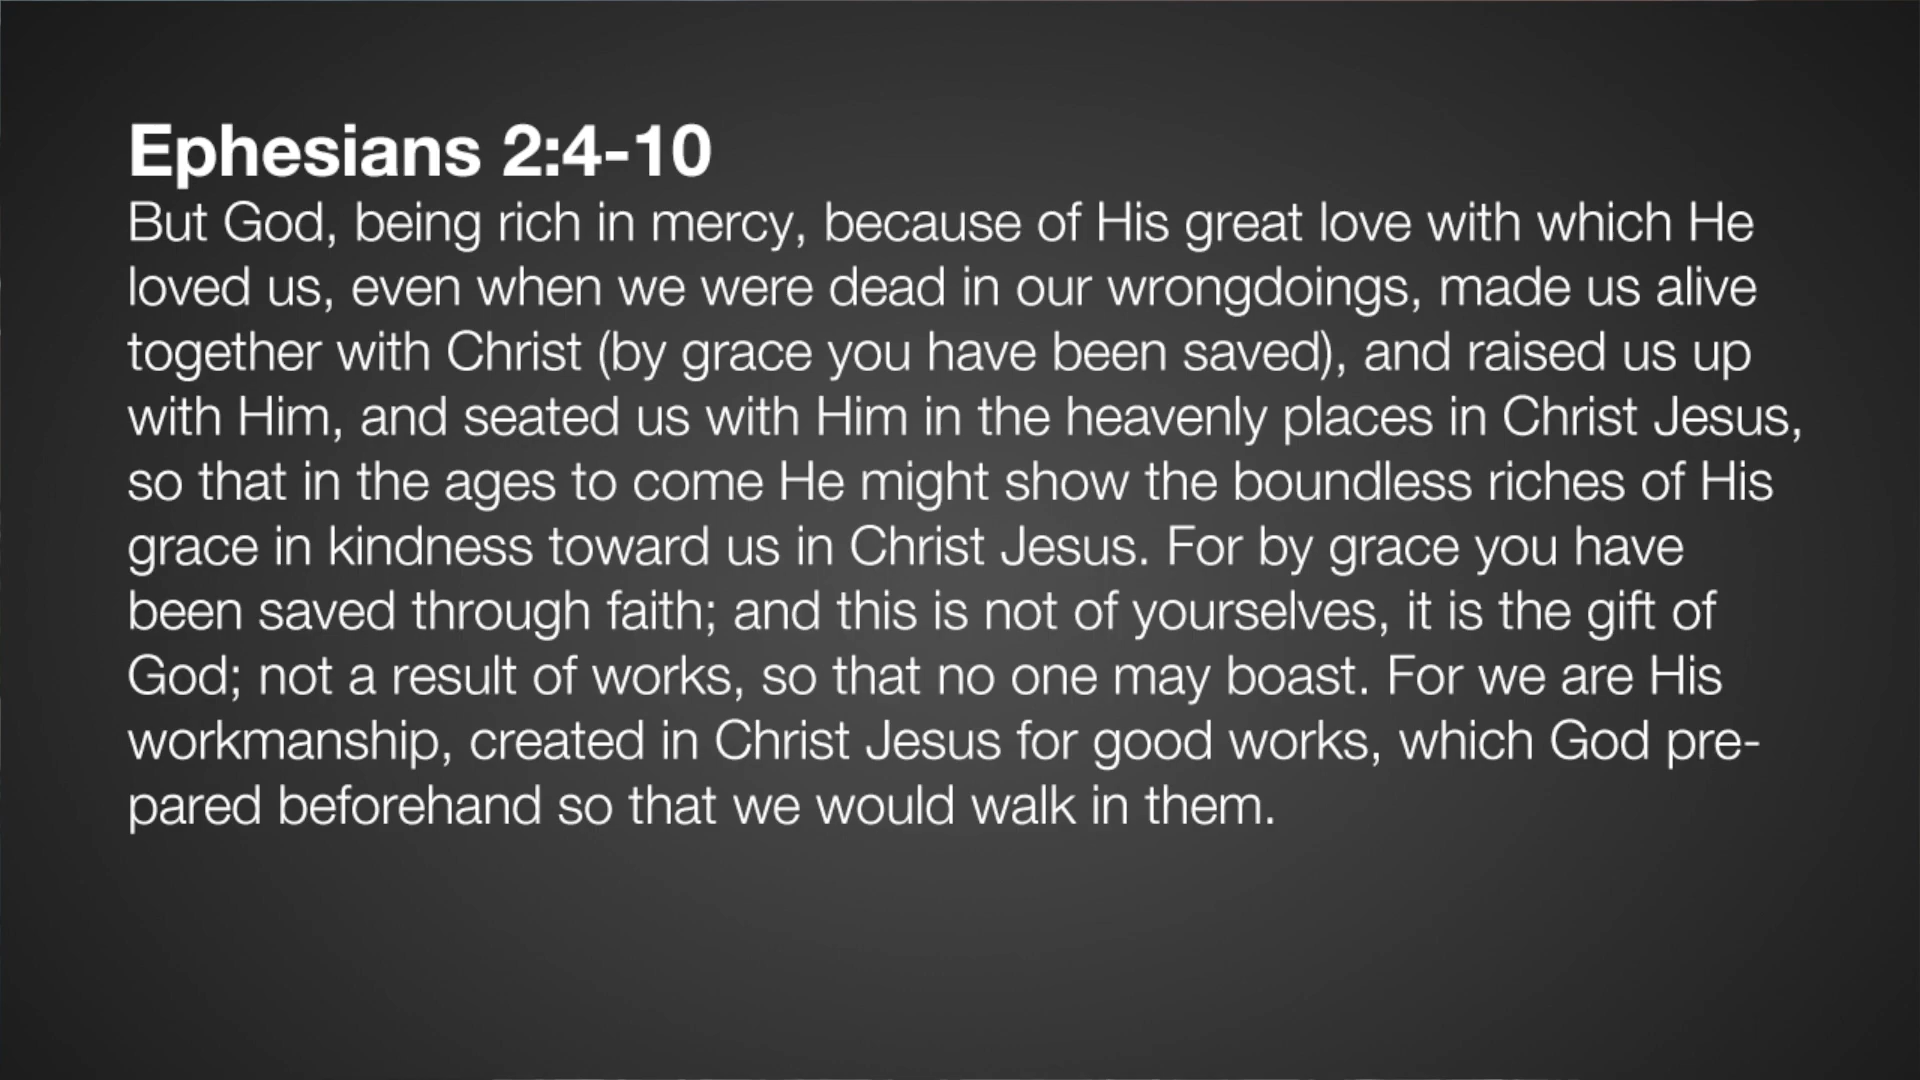 Ephesians 2:4-10
But God, being rich in mercy, because of His great love with which He
loved us, even when we were dead in our wrongdoings, made us alive
together with Christ (by grace you have been saved), and raised us up
with Him, and seated us with Him in the heavenly places in Christ Jesus,
so that in the ages to come He might show the boundless riches of His
grace in kindness toward us in Christ Jesus. For by grace you have
been saved through faith; and this is not of yourselves, it is the gift of
God; not a result of works, so that no one may boast. For we are His
workmanship, created in Christ Jesus for good works, which God pre-
pared beforehand so that we would walk in them.